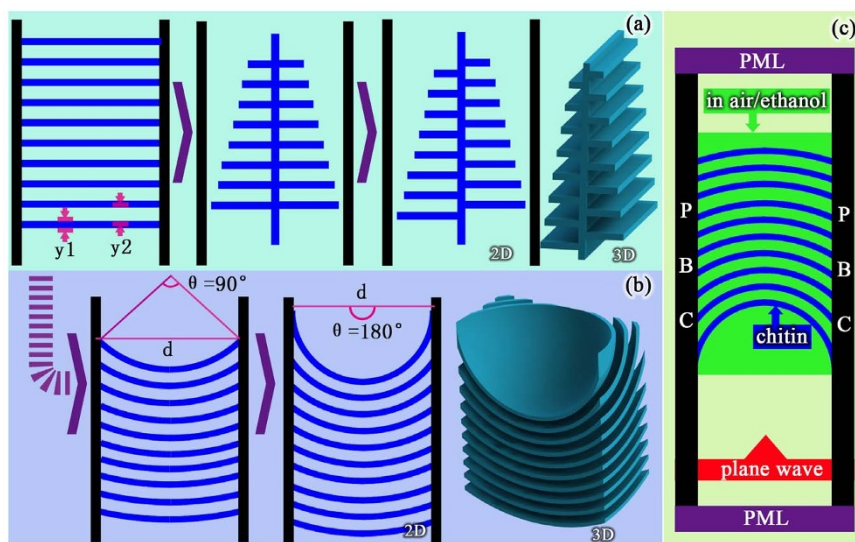 (a)
y1
y2
2D
3D
(b)
θ =90°
d
d
θ =180°
2D
3D
(c)
PML
in air/ethanol
P
P
B
B
C
C
chitin
plane wave
PML